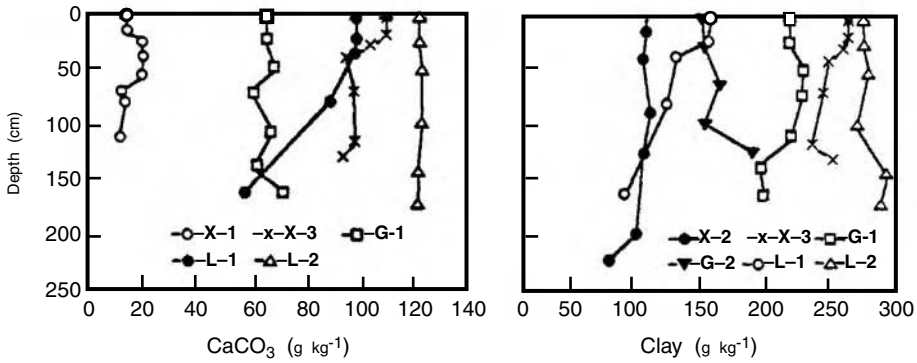 0
50
100
150
200
250
Depth (cm)
0 20 40 60 80 100 120 140
CaCO3 (g kg-1)
X-1 x X-3 G-1
L-1 L-2
0 50 100 150 200 250 300
Clay (g kg-1)
X-2 x X-3 G-1
G-2 L-1 L-2